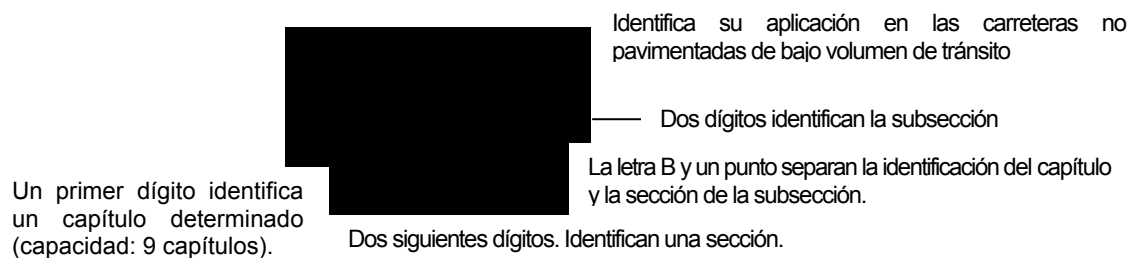 Identifica su aplicación en las carreteras no
pavimentadas de bajo volumen de tránsito
Dos dígitos identifican la subsección
La letra B y un punto separan la identificación del capítulo
y la sección de la subsección.
Un primer dígito identifica
un capítulo determinado
(capacidad: 9 capítulos).
Dos siguientes dígitos. Identifican una sección.